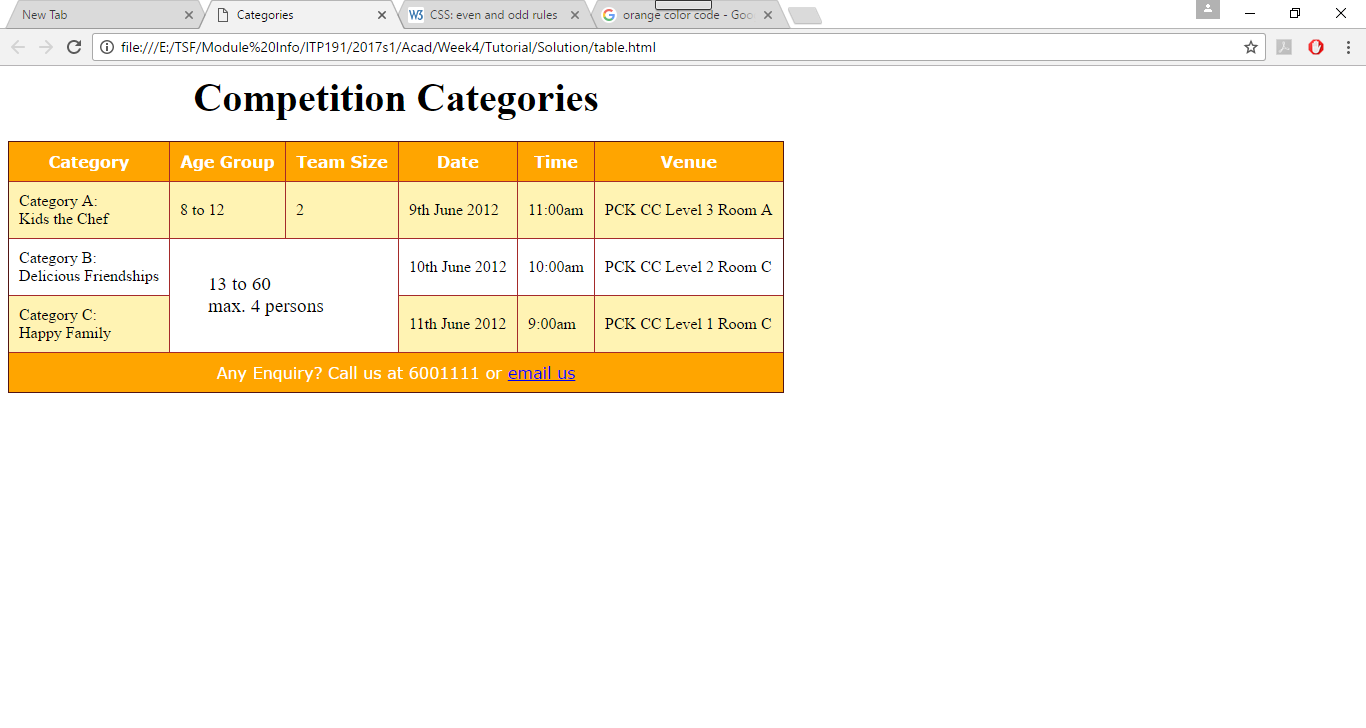 New Tab
Categories
CSS: even and odd rules
orange color code - Goo
file:///E:/TSF/Module%20Info/ITP191/2017s1/Acad/Week4/Tutorial/Solution/table.html
Competition Categories
Category Age Group Team Size Date Time Venue
Category A:
Kids the Chef
8 to 12
2
9th June 2012
11:00am
PCK CC Level 3 Room A
Category B:
Delicious Friendships
13 to 60
max. 4 persons
10th June 2012
10:00am
PCK CC Level 2 Room C
Category C:
Happy Family
11th June 2012
9:00am
PCK CC Level 1 Room C
Any Enquiry? Call us at 6001111 or email us